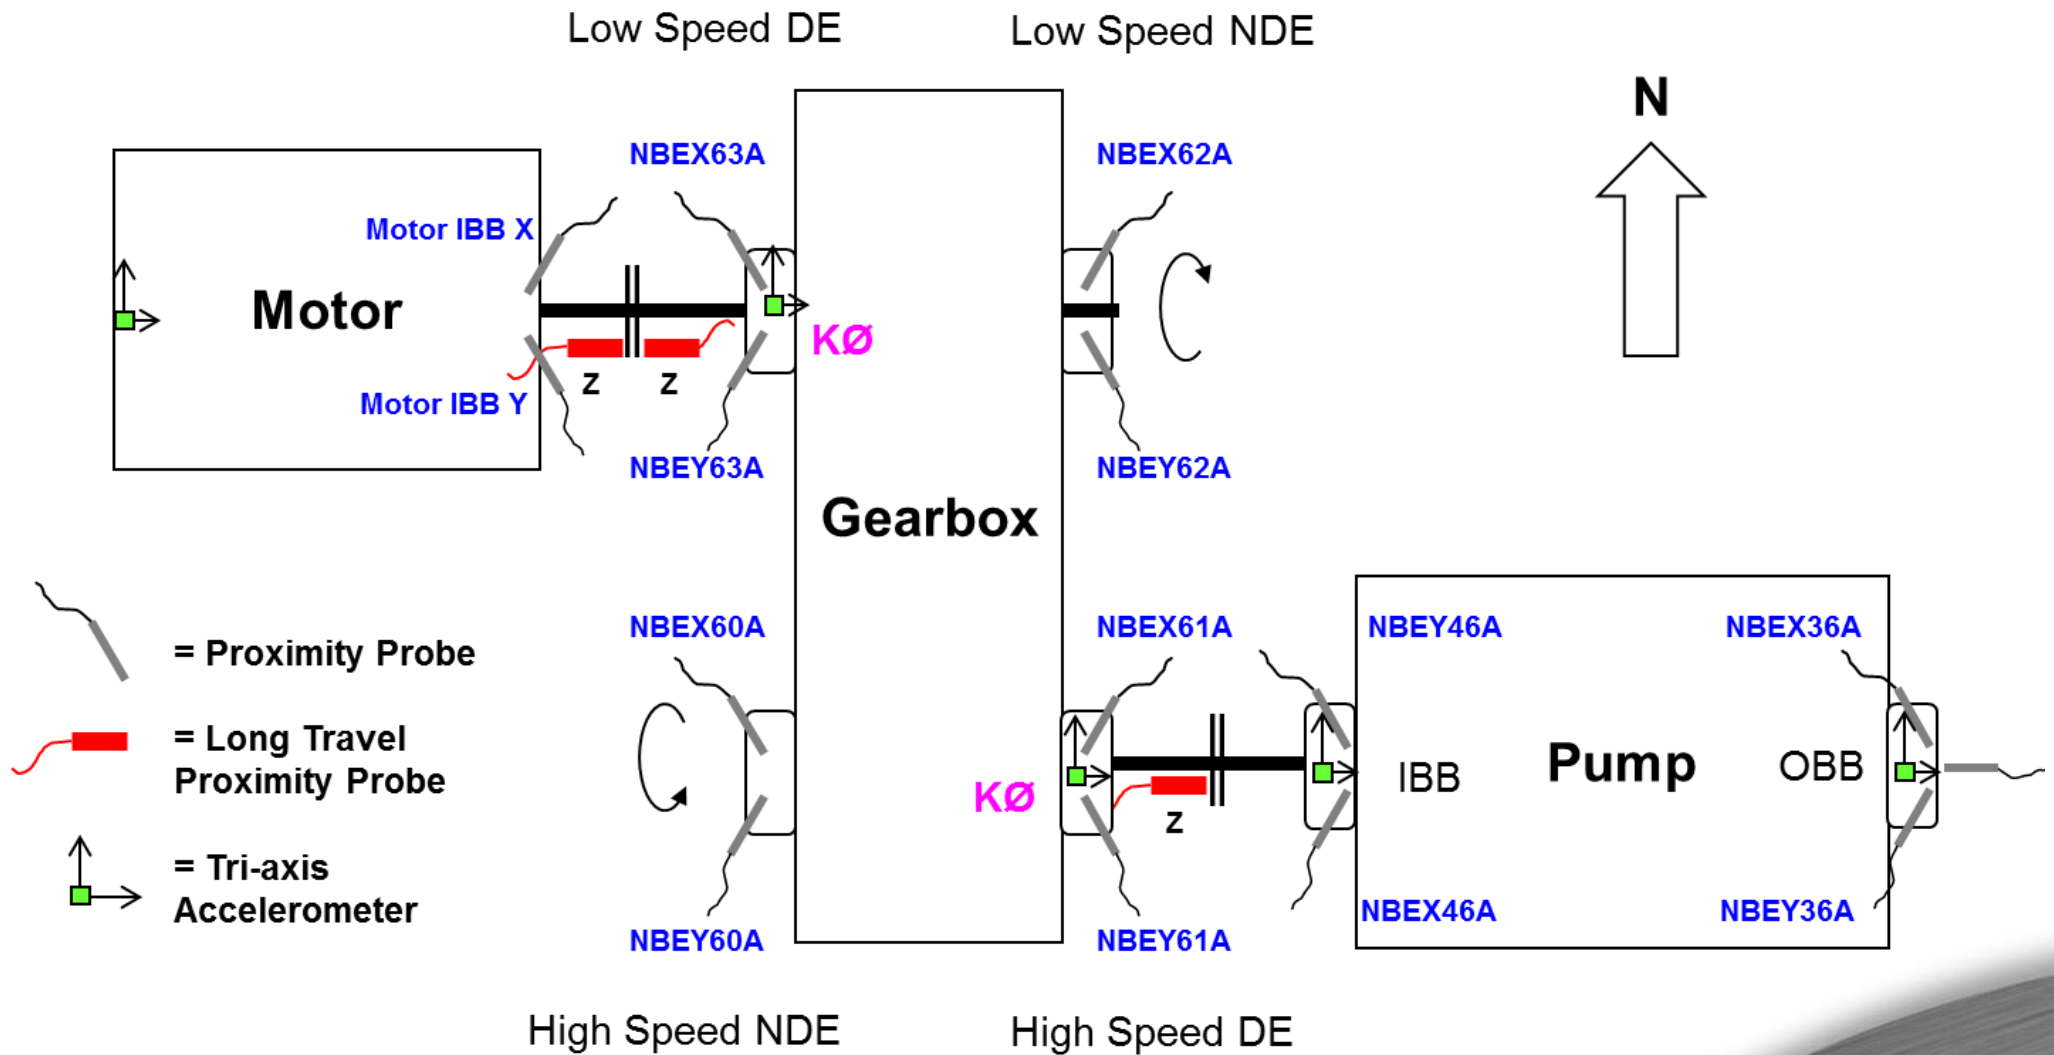 Low Speed DE
Low Speed NDE
N
NBEX63A
NBEX62A
Motor IBB X
Motor
KØ
Z
Z
Motor IBB Y
NBEY63A
NBEY62A
Gearbox
NBEX60A
NBEX61A
NBEY46A
NBEX36A
= Proximity Probe
= Long Travel
Proximity Probe
KØ
Z
IBB
Pump
OBB
= Tri-axis
Accelerometer
NBEY60A
NBEY61A
NBEX46A
NBEY36A
High Speed NDE
High Speed DE